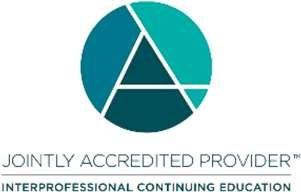 JOINTLY ACCREDITED PROVIDER™
INTERPROFESSIONAL CONTINUING EDUCATION